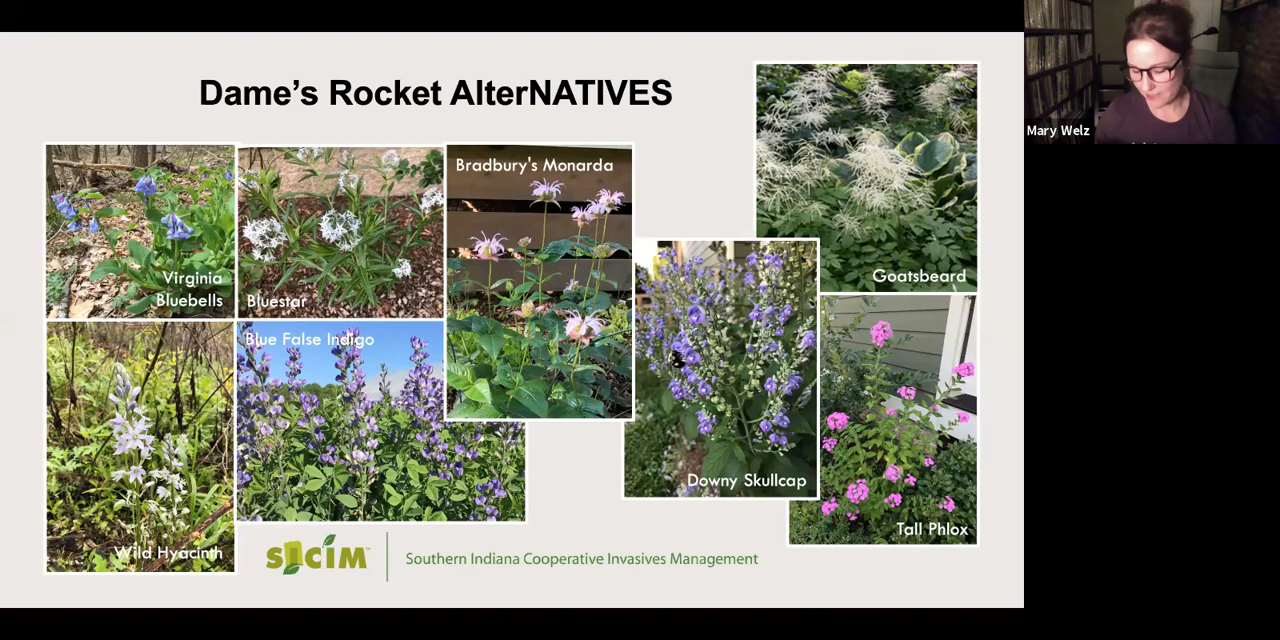 Dame's Rocket AlterNATIVES
Mary Welz
Virginia
Bluebells
Bluestar
Bradbury's Monarda
Goatsbeard
Wild Hyacinth
Blue False Indigo
Downy Skullcap
Tall Phlox
SICIM™
Southern Indiana Cooperative Invasives Management